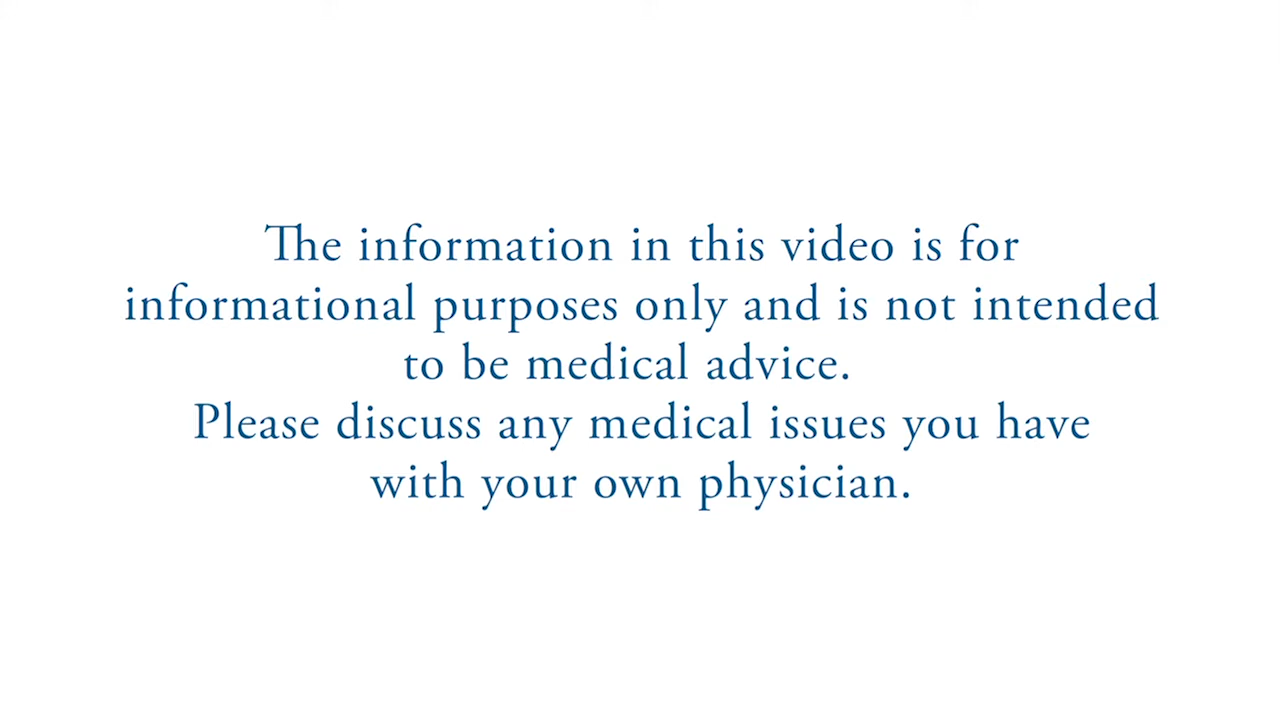 The information in this video is for
informational purposes only and is not intended
to be medical advice.
Please discuss any medical issues you have
with your own physician.